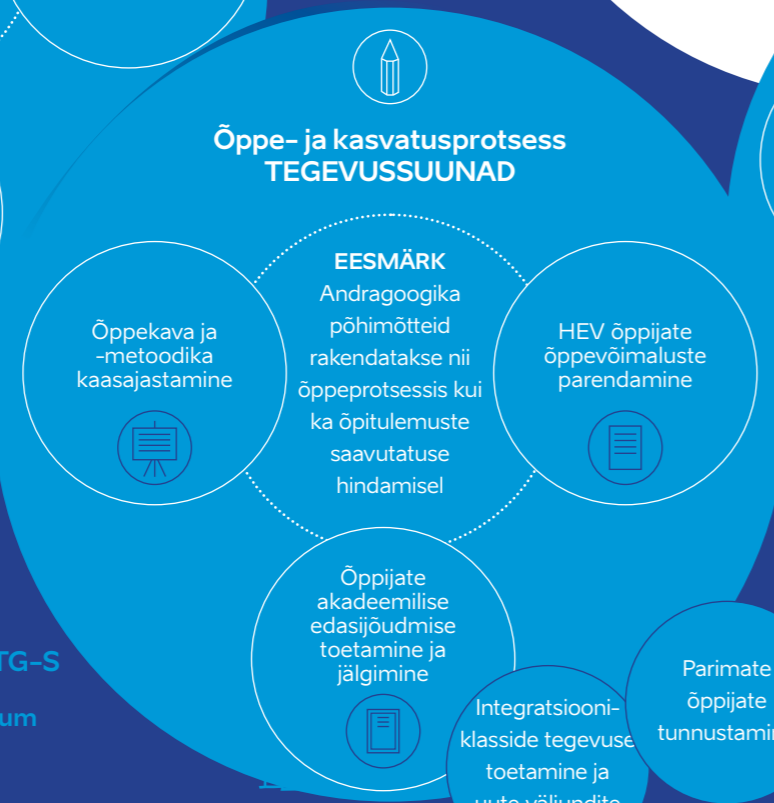 Õppe- ja kasvatusprotsess
TEGEVUSSUUNAD
EESMÄRK
Andragoogika
põhimõtteid
rakendatakse nii
õppeprotsessis kui
ka õpitulemuste
saavutatuse
hindamisel
Õppekava ja
-metoodika
kaasajastamine
HEV õppijate
õppevõimaluste
parendamine
Õppijate
akadeemilise
edasijõudmise
toetamine ja
jälgimine
TG-S
um
Integratsiooni-
klasside tegevuse
toetamine ja
uute väljundite
Parimate
õppijate